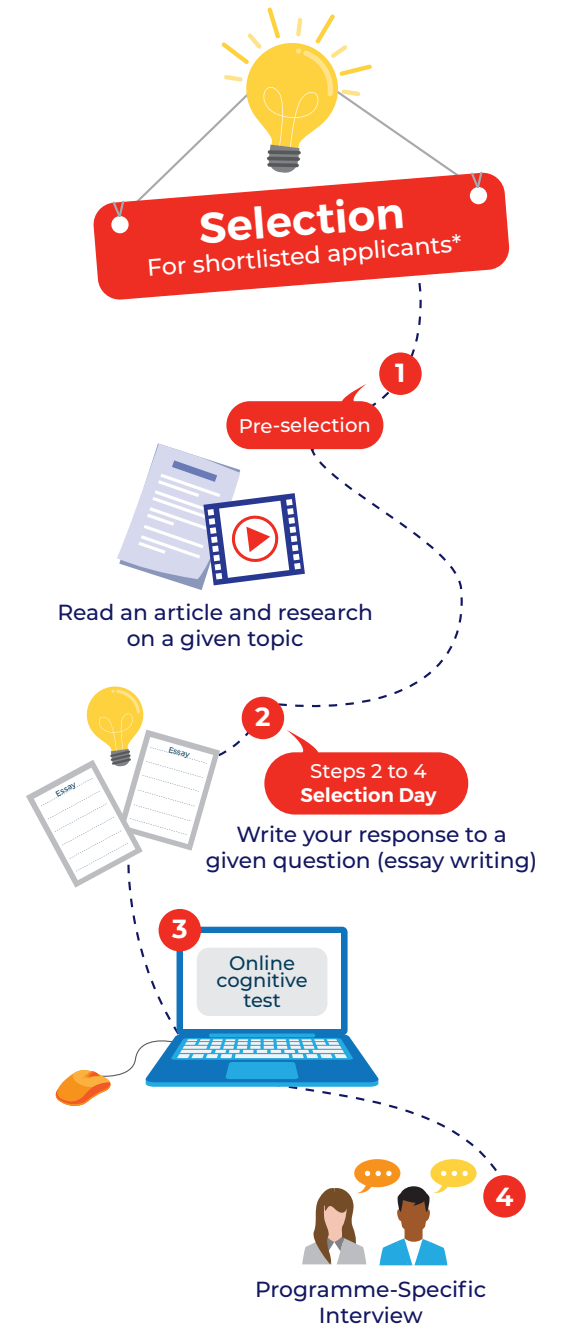 Selection
For shortlisted applicants*
1
Pre-selection
Read an article and research
on a given topic
2
Essay
Essay
Steps 2 to 4
Selection Day
Write your response to a
given question (essay writing)
3
Online
cognitive
test
4
Programme-Specific
Interview